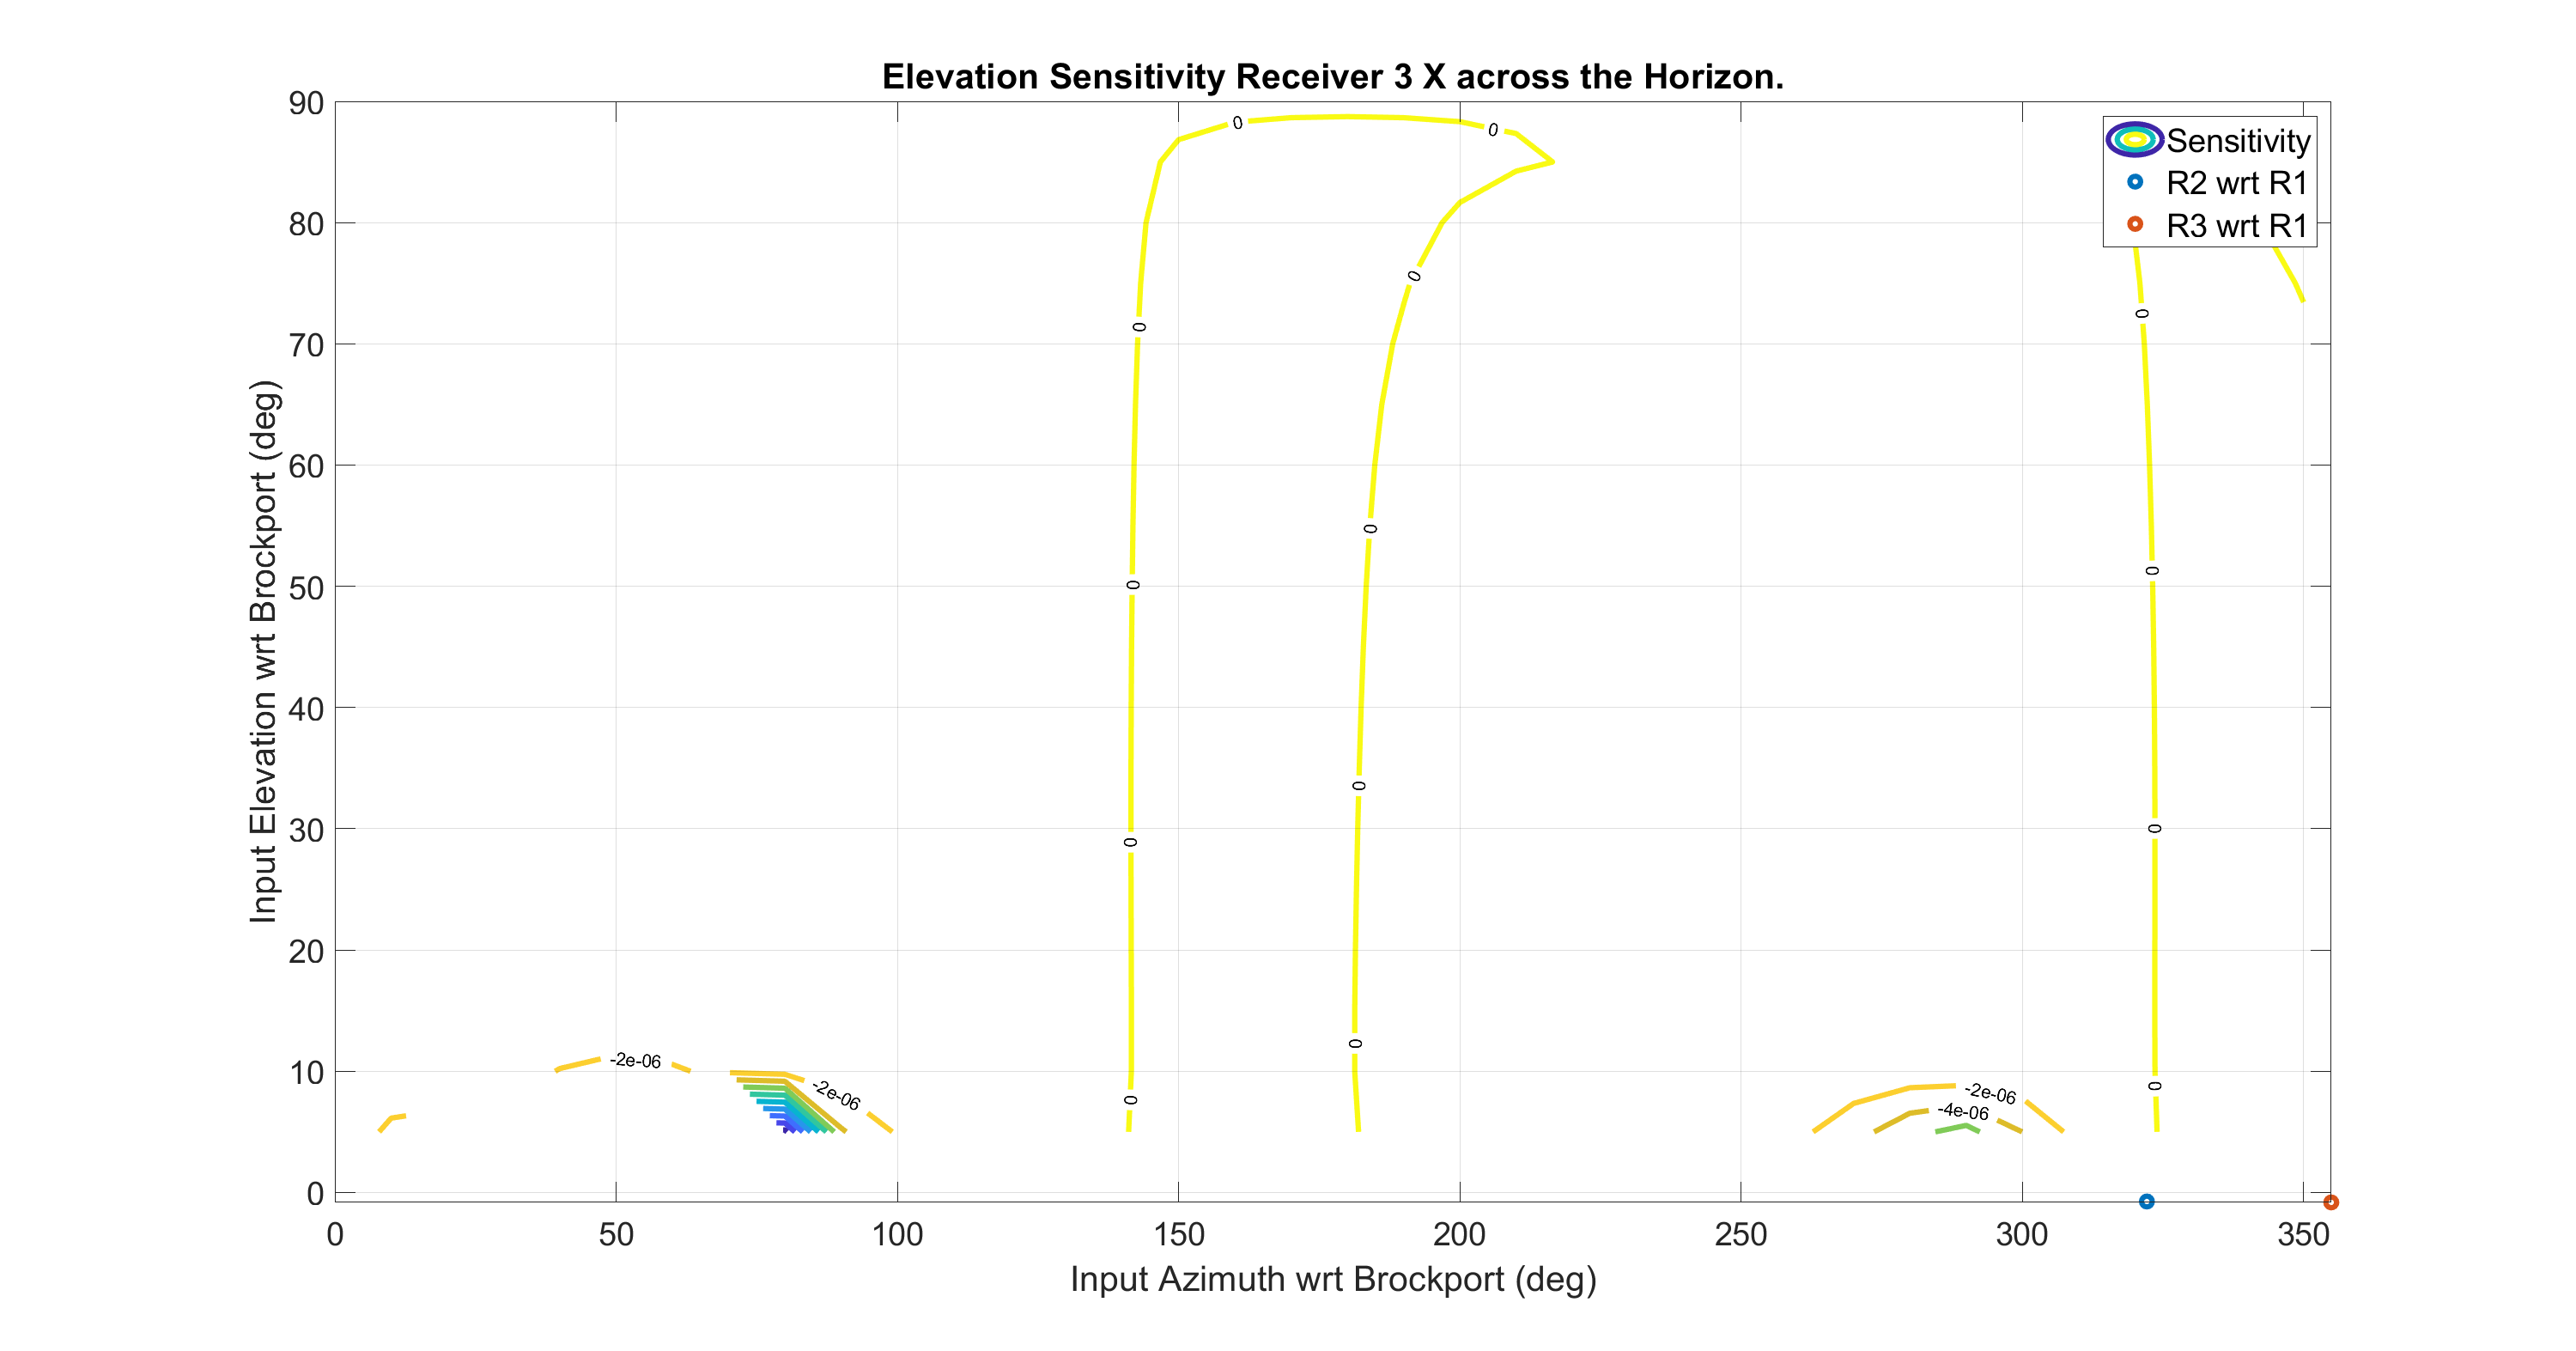 Elevation Sensitivity Receiver 3 X across the Horizon.
Sensitivity
R2 wrt R1
R3 wrt R1
Input Elevation wrt Brockport (deg)
90
80
70
60
50
40
30
20
10
0
0 0
0
0
0
0
0
0
0
0
0
0
0
0
0
-2e-06
-2e-06
-2e-06
-4e-06
0 50 100 150 200 250 300 350
Input Azimuth wrt Brockport (deg)